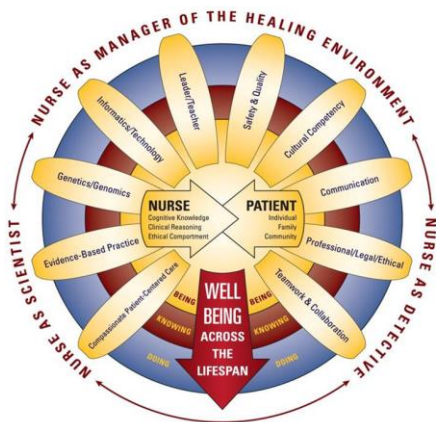 NURSE AS MANAGER OF THE HEALING ENVIRONMENT
Leader/Teacher
Safety & Quality
Informatics/Technology
Cultural Competency
Genetics/Genomics
Communication
Evidence-Based Practice
Professional/Legal/Ethical
Compassionate Patient-Centered Care
Teamwork & Collaboration
NURSE
Cognitive Knowledge
Clinical Reasoning
Ethical Comportment
PATIENT
Individual
Family
Community
WELL
BEING
ACROSS
THE
LIFESPAN
BEING
BEING
KNOWING
KNOWING
DOING
DOING
NURSE AS SCIENTIST
NURSE AS DETECTIVE